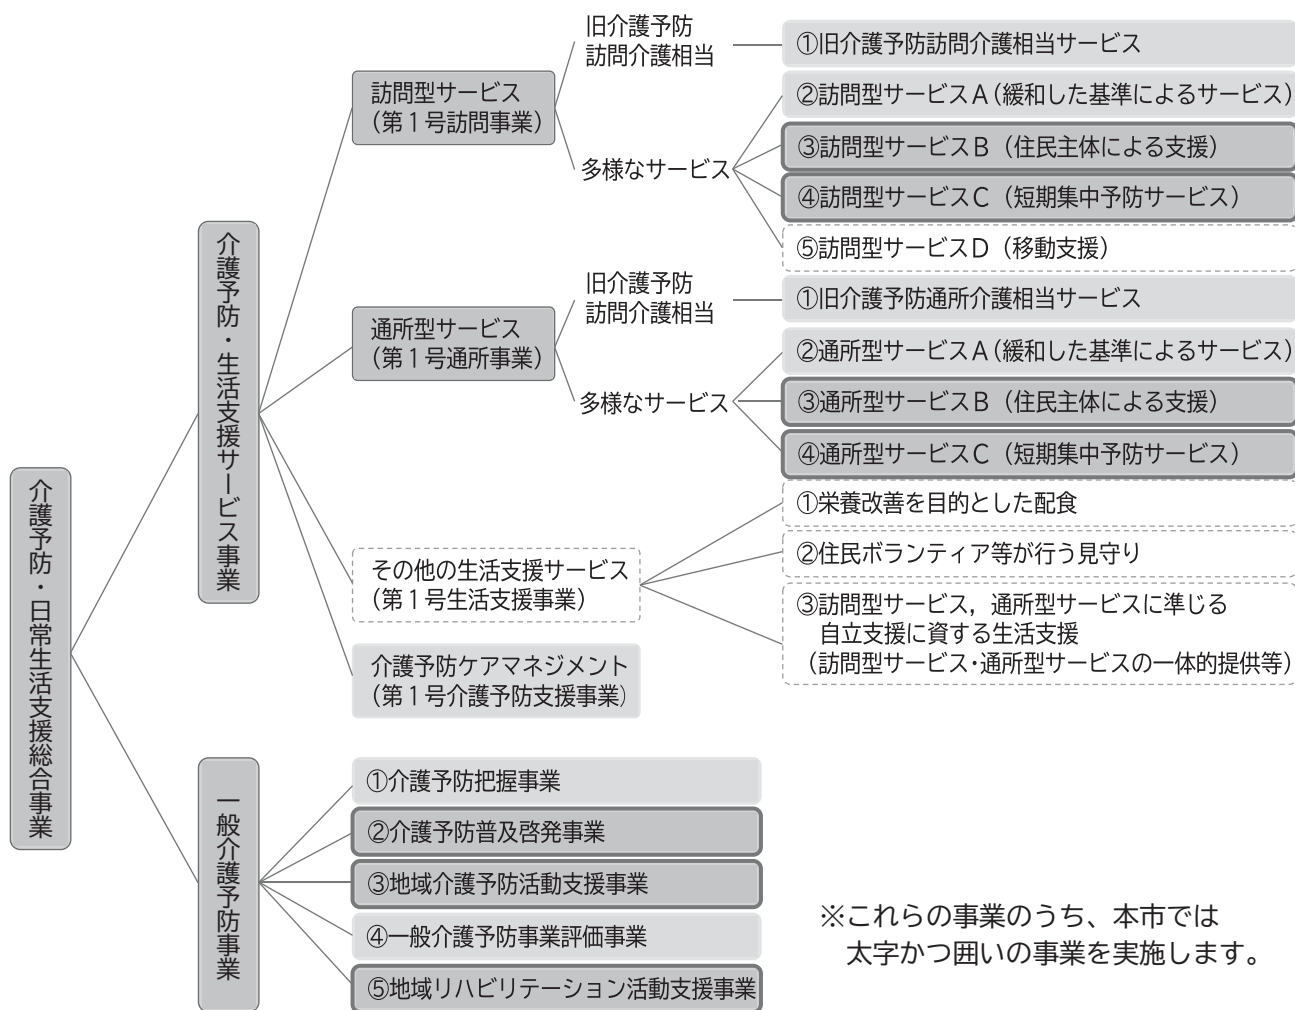 介護予防・日常生活支援総合事業
介護予防・生活支援サービス事業
訪問型サービス
（第１号訪問事業）
旧介護予防
訪問介護相当
①旧介護予防訪問介護相当サービス
多様なサービス
②訪問型サービスＡ（緩和した基準によるサービス）
③訪問型サービスＢ（住民主体による支援）
④訪問型サービスＣ（短期集中予防サービス）
⑤訪問型サービスＤ（移動支援）
通所型サービス
（第１号通所事業）
旧介護予防
訪問介護相当
①旧介護予防通所介護相当サービス
多様なサービス
②通所型サービスＡ（緩和した基準によるサービス）
③通所型サービスＢ（住民主体による支援）
④通所型サービスＣ（短期集中予防サービス）
その他の生活支援サービス
（第１号生活支援事業）
①栄養改善を目的とした配食
②住民ボランティア等が行う見守り
③訪問型サービス，通所型サービスに準じる
自立支援に資する生活支援
（訪問型サービス・通所型サービスの一体的提供等）
介護予防ケアマネジメント
（第１号介護予防支援事業）
一般介護予防事業
①介護予防把握事業
②介護予防普及啓発事業
③地域介護予防活動支援事業
④一般介護予防事業評価事業
⑤地域リハビリテーション活動支援事業
※これらの事業のうち、本市では
太字かつ囲いの事業を実施します。